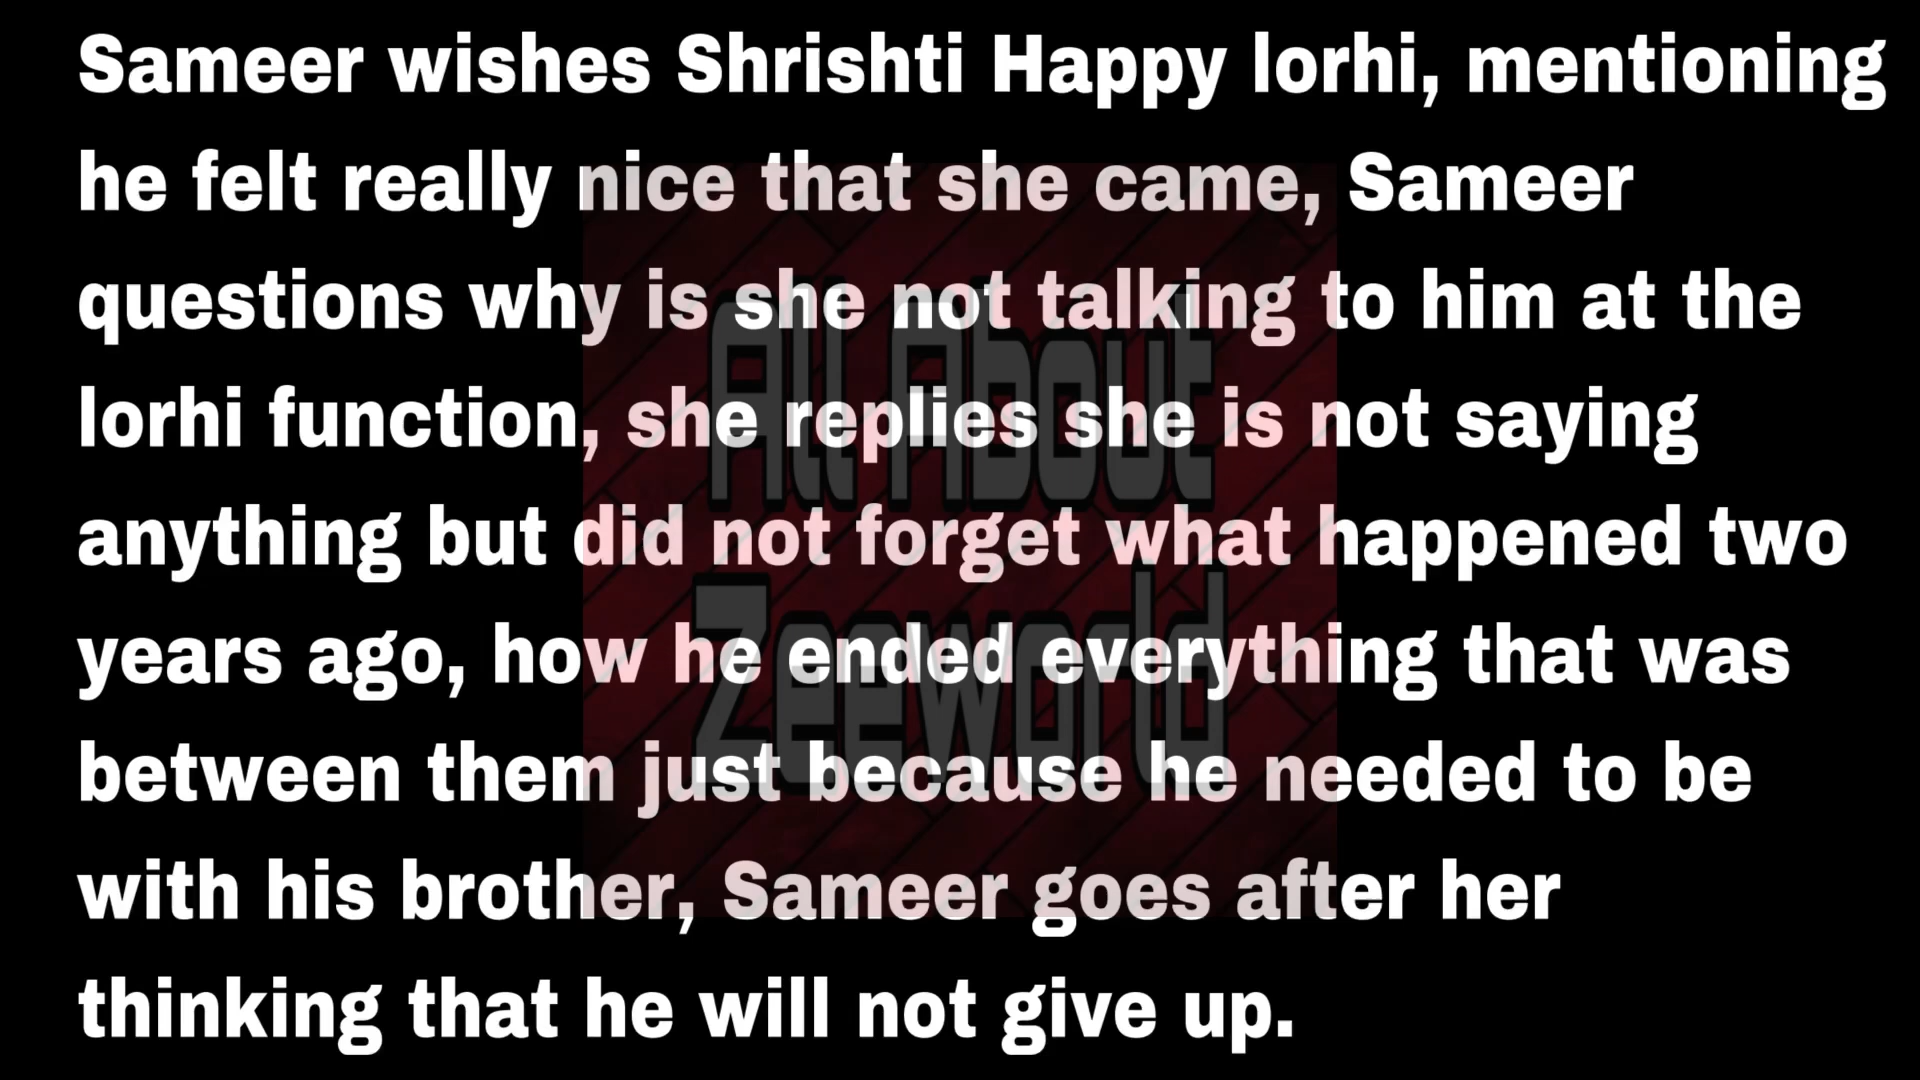 Sameer wishes Shrishti Happy lorhi, mentioning
he felt really nice that she came, Sameer
questions why is she not talking to him at the
lorhi function, she replies she is not saying
anything but did not forget what happened two
years ago, how he ended everything that was
between them just because he needed to be
with his brother, Sameer goes after her
thinking that he will not give up.
All About
Zeeworld